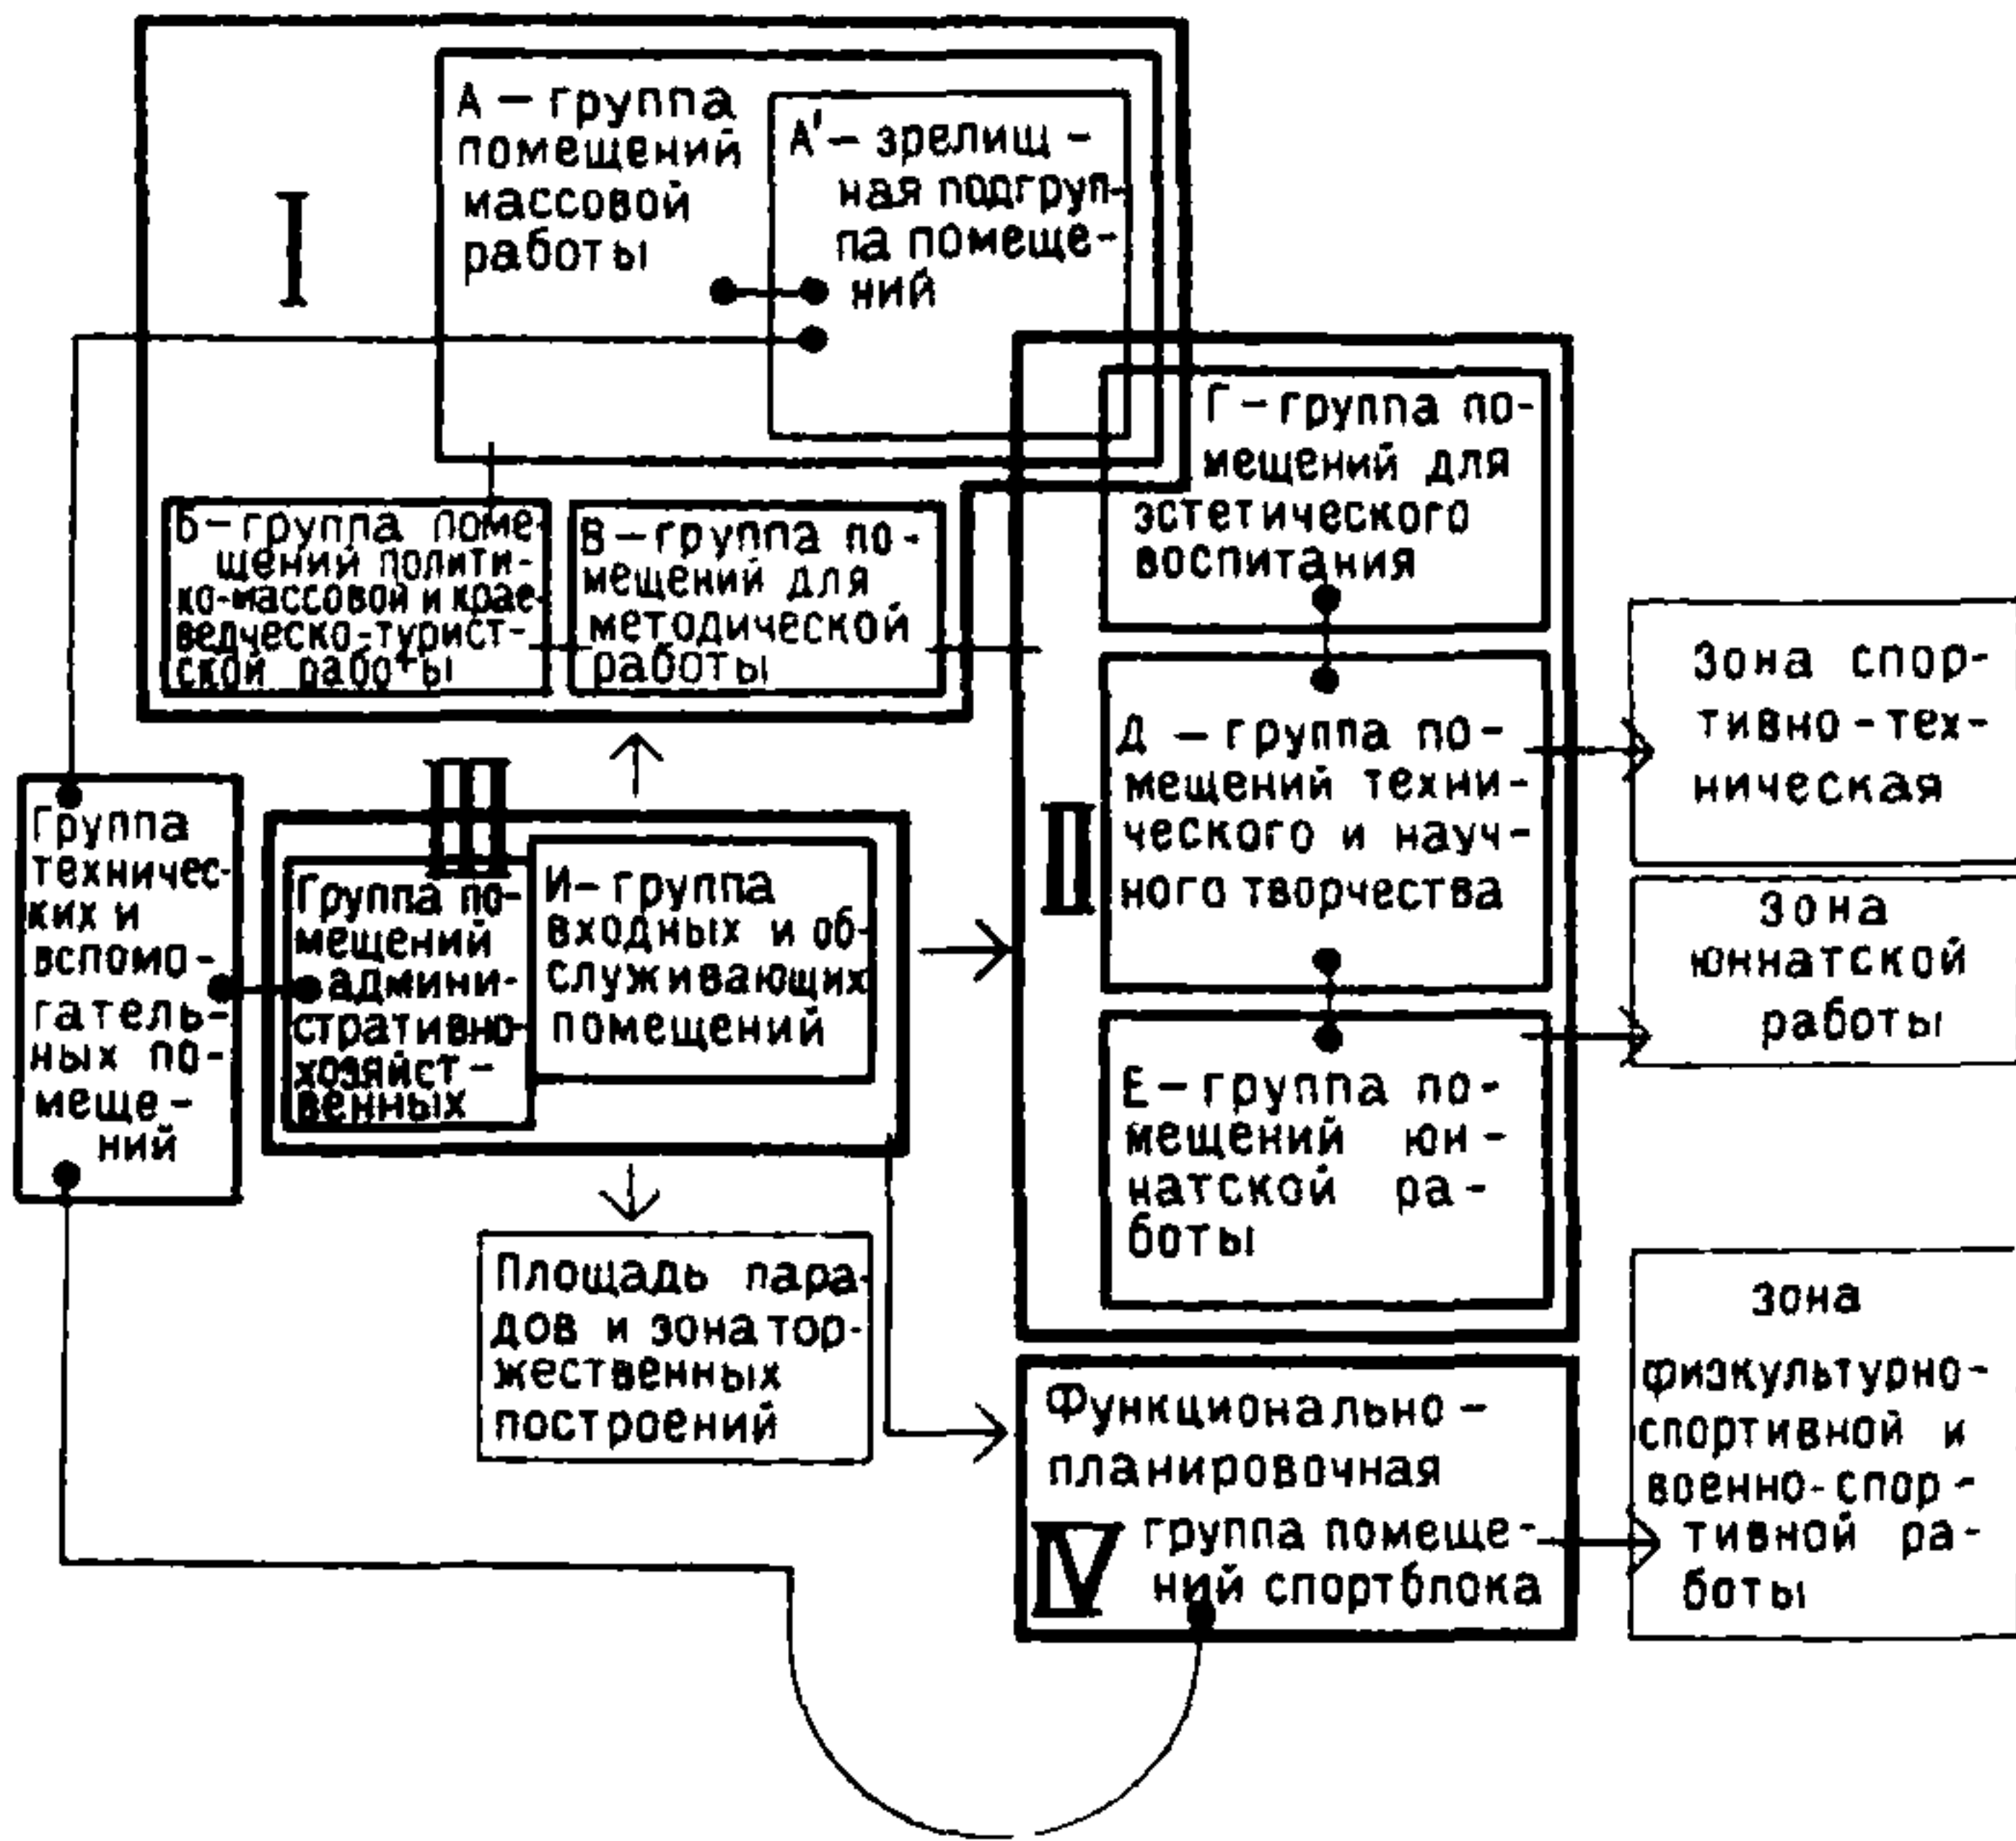 I
А – группа
помещений
массовой
работы
А' – зрелищ-
ная подгруп-
па помеще-
ний
Б – группа поме-
щений полити-
ко-массовой и крае-
ведческо-турист-
ской работы
В – группа по-
мещений для
методической
работы
Г – группа по-
мещений для
эстетического
воспитания
II
Д – группа по-
мещений техни-
ческого и науч-
ного творчества
Е – группа по-
мещений юн-
натской ра-
боты
Зона спор-
тивно-тех-
ническая
Зона
юннатской
работы
Группа
техничес-
ких и
вспомо-
гатель-
ных по-
меще-
ний
III
Группа по-
мещений
админи-
стративно-
хозяйст-
венных
И – группа
входных и об-
служивающих
помещений
Площадь пара-
дов и зона тор-
жественных
построений
Функционально-
планировочная
IV группа помеще-
ний спортблока
зона
физкультурно-
спортивной и
военно-спор-
тивной ра-
боты